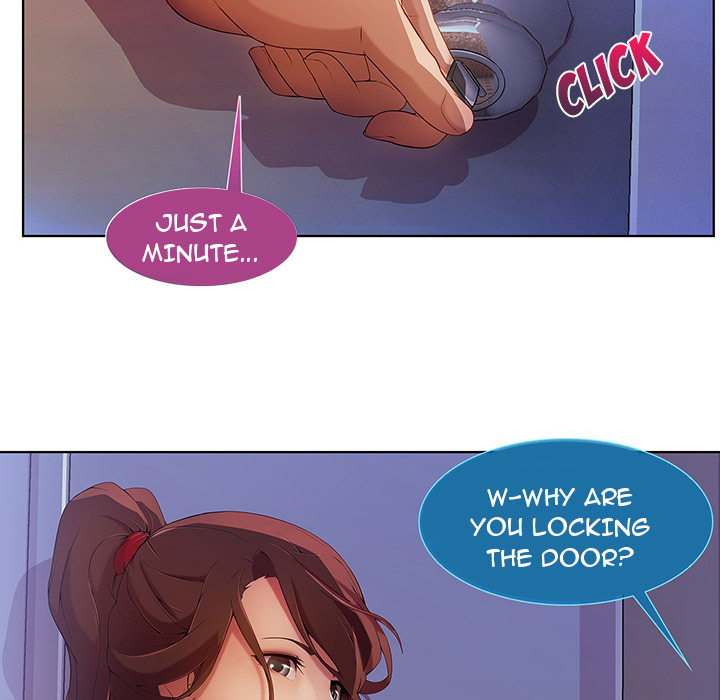 CLICK
JUST A
MINUTE...
W-WHY ARE
YOU LOCKING
THE DOOR?